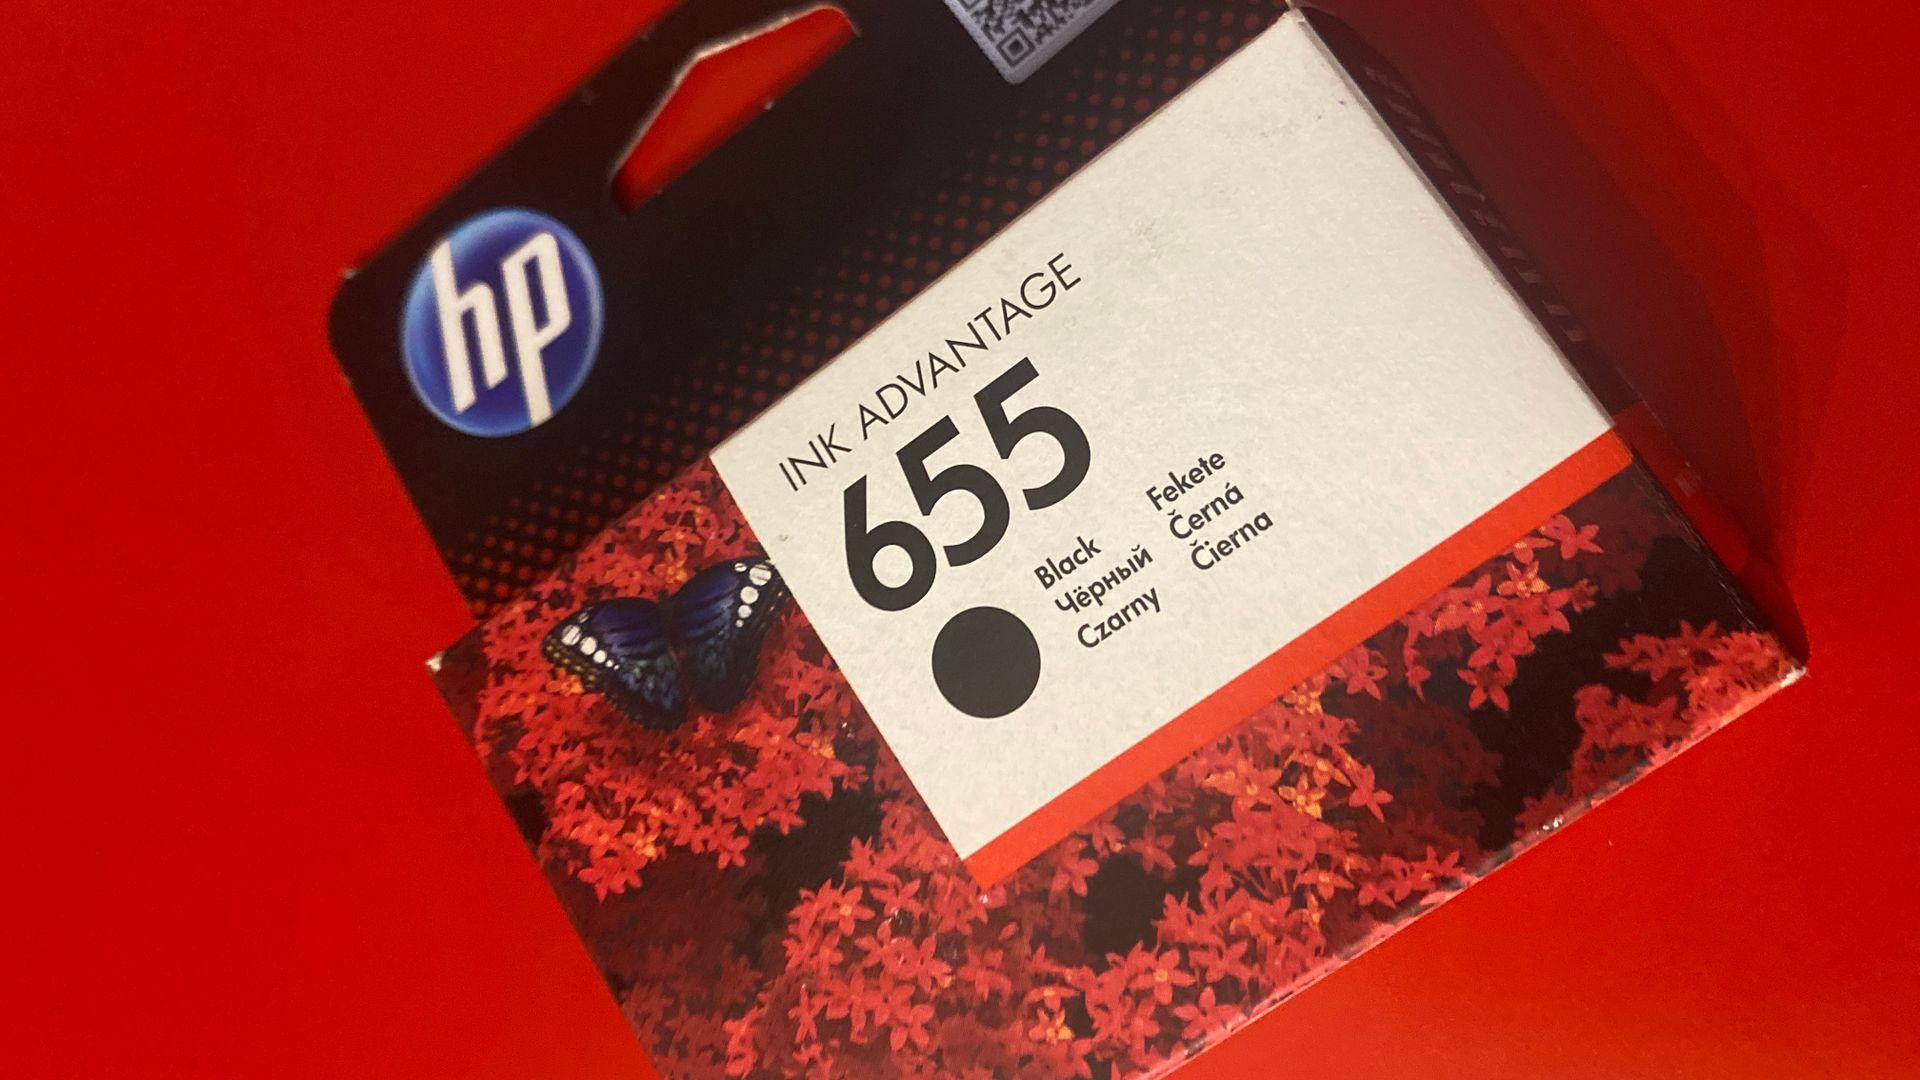 hp
INK ADVANTAGE
655
Black
Чёрный
Czarny
Fekete
Černá
Čierna